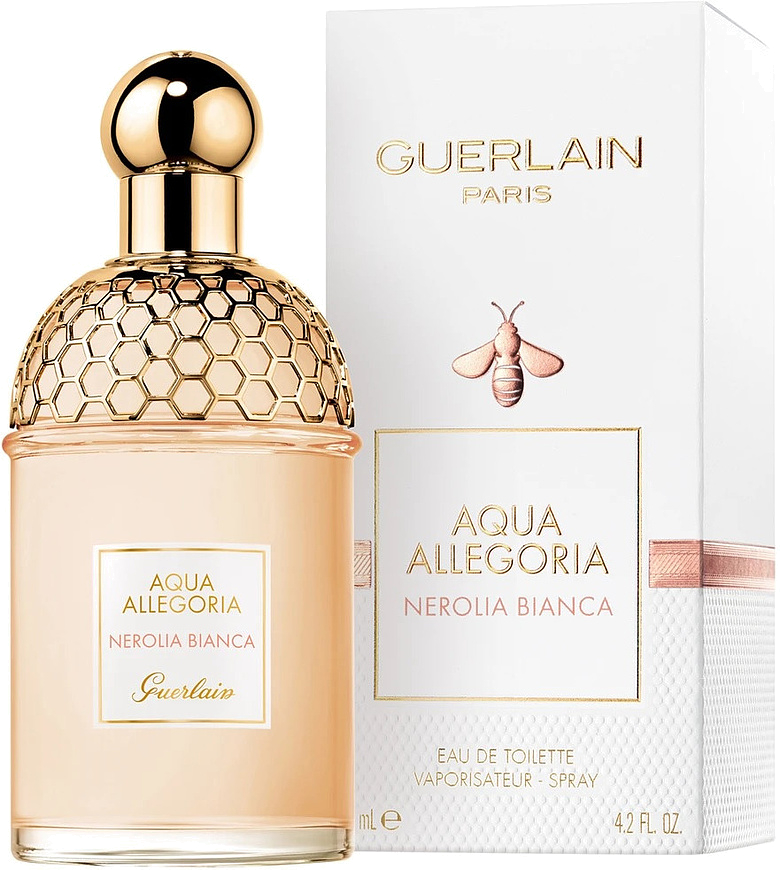 AQUA
ALLEGORIA
NEROLIA BIANCA
Guerlain
GUERLAIN
PARIS
AQUA
ALLEGORIA
NEROLIA BIANCA
EAU DE TOILETTE
VAPORISATEUR - SPRAY
mL e
4.2 FL. OZ.